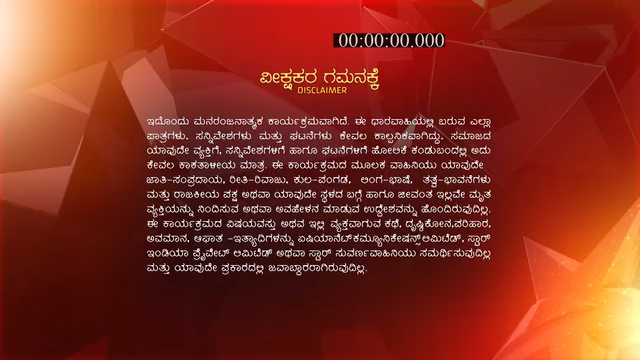 00:00:00.000
ವೀಕ್ಷಕರ ಗಮನಕ್ಕೆ
DISCLAIMER
ಇದೊಂದು ಮನರಂಜನಾತ್ಮಕ ಕಾರ್ಯಕ್ರಮವಾಗಿದೆ. ಈ ಧಾರವಾಹಿಯಲ್ಲಿ ಬರುವ ಎಲ್ಲಾ
ಪಾತ್ರಗಳು, ಸನ್ನಿವೇಶಗಳು ಮತ್ತು ಘಟನೆಗಳು ಕೇವಲ ಕಾಲ್ಪನಿಕವಾಗಿದ್ದು, ಸಮಾಜದ
ಯಾವುದೇ ವ್ಯಕ್ತಿಗೆ, ಸನ್ನಿವೇಶಗಳಿಗೆ ಹಾಗೂ ಘಟನೆಗಳಿಗೆ ಹೋಲಿಕೆ ಕಂಡುಬಂದಲ್ಲಿ ಅದು
ಕೇವಲ ಕಾಕತಾಳೀಯ ಮಾತ್ರ. ಈ ಕಾರ್ಯಕ್ರಮದ ಮೂಲಕ ವಾಹಿನಿಯು ಯಾವುದೇ
ಜಾತಿ-ಸಂಪ್ರದಾಯ, ರೀತಿ-ರಿವಾಜು, ಕುಲ-ಪಂಗಡ, ಲಿಂಗ-ಭಾಷೆ, ತತ್ವ-ಭಾವನೆಗಳು
ಮತ್ತು ರಾಜಕೀಯ ಪಕ್ಷ ಅಥವಾ ಯಾವುದೇ ಸ್ಥಳದ ಬಗ್ಗೆ ಹಾಗೂ ಜೀವಂತ ಇಲ್ಲವೇ ಮೃತ
ವ್ಯಕ್ತಿಯನ್ನು ನಿಂದಿಸುವ ಅಥವಾ ಅವಹೇಳನ ಮಾಡುವ ಉದ್ದೇಶವನ್ನು ಹೊಂದಿರುವುದಿಲ್ಲ.
ಈ ಕಾರ್ಯಕ್ರಮದ ವಿಷಯವಸ್ತು ಅಥವ ಇಲ್ಲಿ ವ್ಯಕ್ತವಾಗುವ ಕಥೆ, ದೃಷ್ಠಿಕೋನ,ಪರಿಹಾರ,
ಅವಮಾನ, ಆಘಾತ -ಇತ್ಯಾದಿಗಳನ್ನು ಏಷಿಯಾನೆಟ್ ಕಮ್ಯೂನಿಕೇಷನ್ಸ್ ಲಿಮಿಟೆಡ್, ಸ್ಟಾರ್
ಇಂಡಿಯಾ ಪ್ರೈವೇಟ್ ಲಿಮಿಟೆಡ್ ಅಥವಾ ಸ್ಟಾರ್ ಸುವರ್ಣವಾಹಿನಿಯು ಸಮರ್ಥಿಸುವುದಿಲ್ಲ
ಮತ್ತು ಯಾವುದೇ ಪ್ರಕಾರದಲ್ಲಿ ಜವಾಬ್ದಾರರಾಗಿರುವುದಿಲ್ಲ.